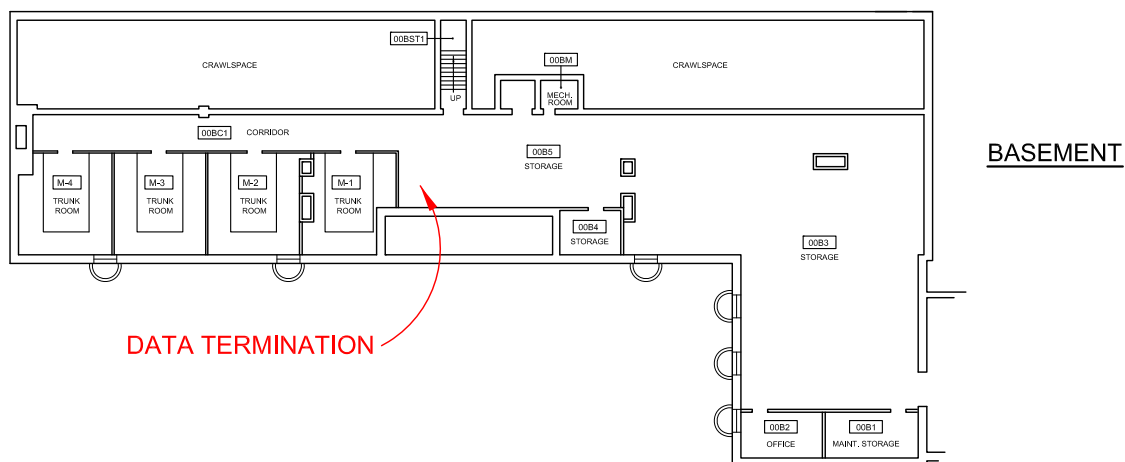 00BST1
CRAWLSPACE
UP
00BM
MECH.
ROOM
CRAWLSPACE
00BC1 CORRIDOR
00B5
STORAGE
BASEMENT
M-4
TRUNK
ROOM
M-3
TRUNK
ROOM
M-2
TRUNK
ROOM
M-1
TRUNK
ROOM
00B4
STORAGE
00B3
STORAGE
DATA TERMINATION
00B2
OFFICE
00B1
MAINT. STORAGE